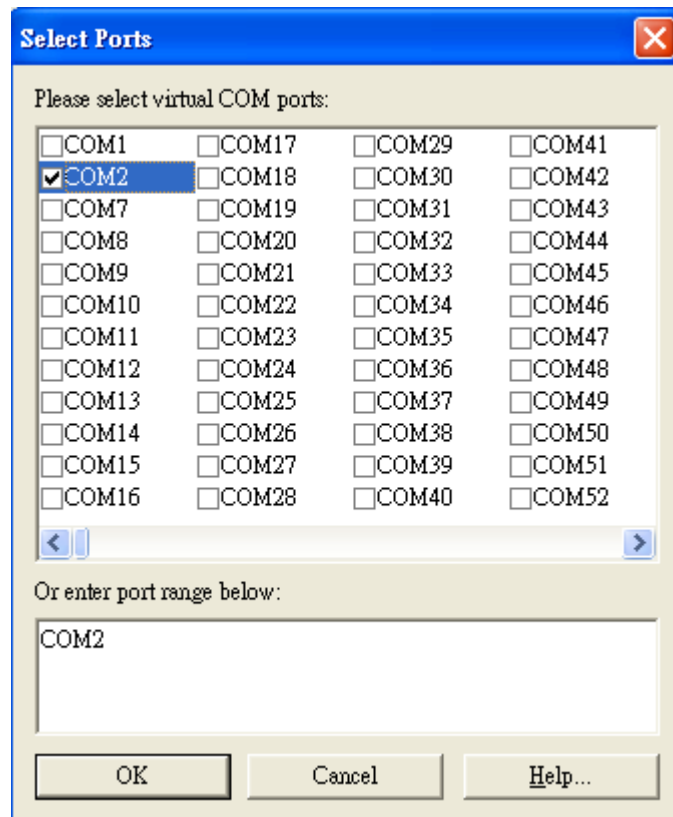 Select Ports
Please select virtual COM ports:
COM1 COM17 COM29 COM41
COM2 COM18 COM30 COM42
COM7 COM19 COM31 COM43
COM8 COM20 COM32 COM44
COM9 COM21 COM33 COM45
COM10 COM22 COM34 COM46
COM11 COM23 COM35 COM47
COM12 COM24 COM36 COM48
COM13 COM25 COM37 COM49
COM14 COM26 COM38 COM50
COM15 COM27 COM39 COM51
COM16 COM28 COM40 COM52
Or enter port range below:
COM2
OK Cancel Help...